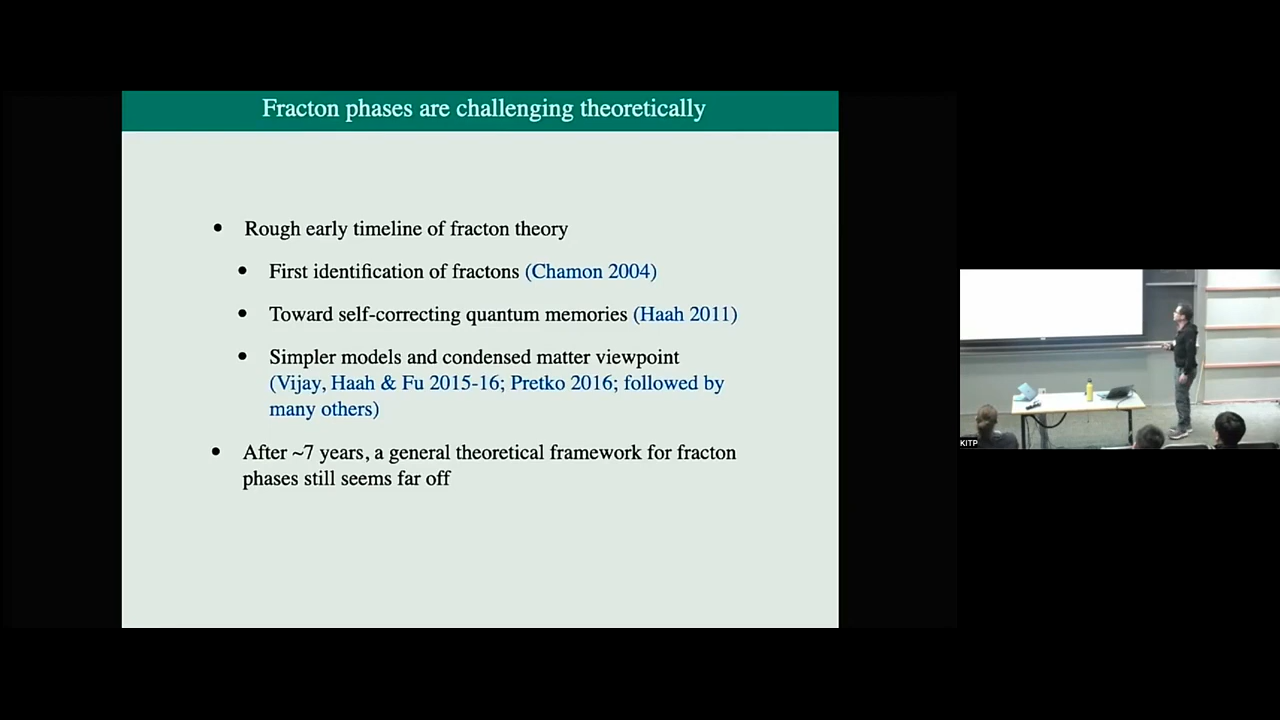 Fracton phases are challenging theoretically
• Rough early timeline of fracton theory
• First identification of fractons (Chamon 2004)
• Toward self-correcting quantum memories (Haah 2011)
• Simpler models and condensed matter viewpoint
(Vijay, Haah & Fu 2015-16; Pretko 2016; followed by
many others)
• After ~7 years, a general theoretical framework for fracton
phases still seems far off
KITP